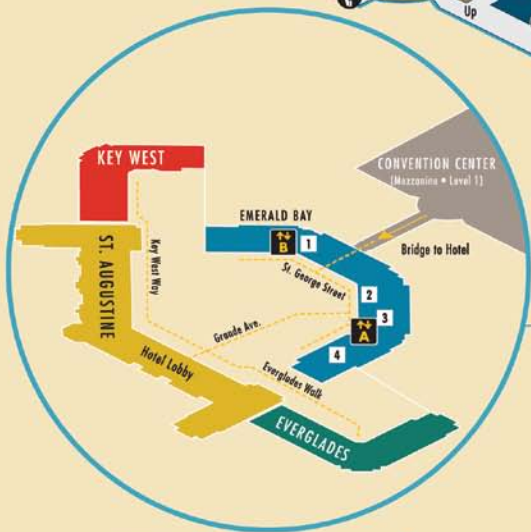 Up
KEY WEST
CONVENTION CENTER
(Mezzanine • Level 1)
EMERALD BAY
B
1
Bridge to Hotel
ST. AUGUSTINE
Key West Way
St. George Street
2
3
A
Grande Ave.
4
Hotel Lobby
Everglades Walk
EVERGLADES